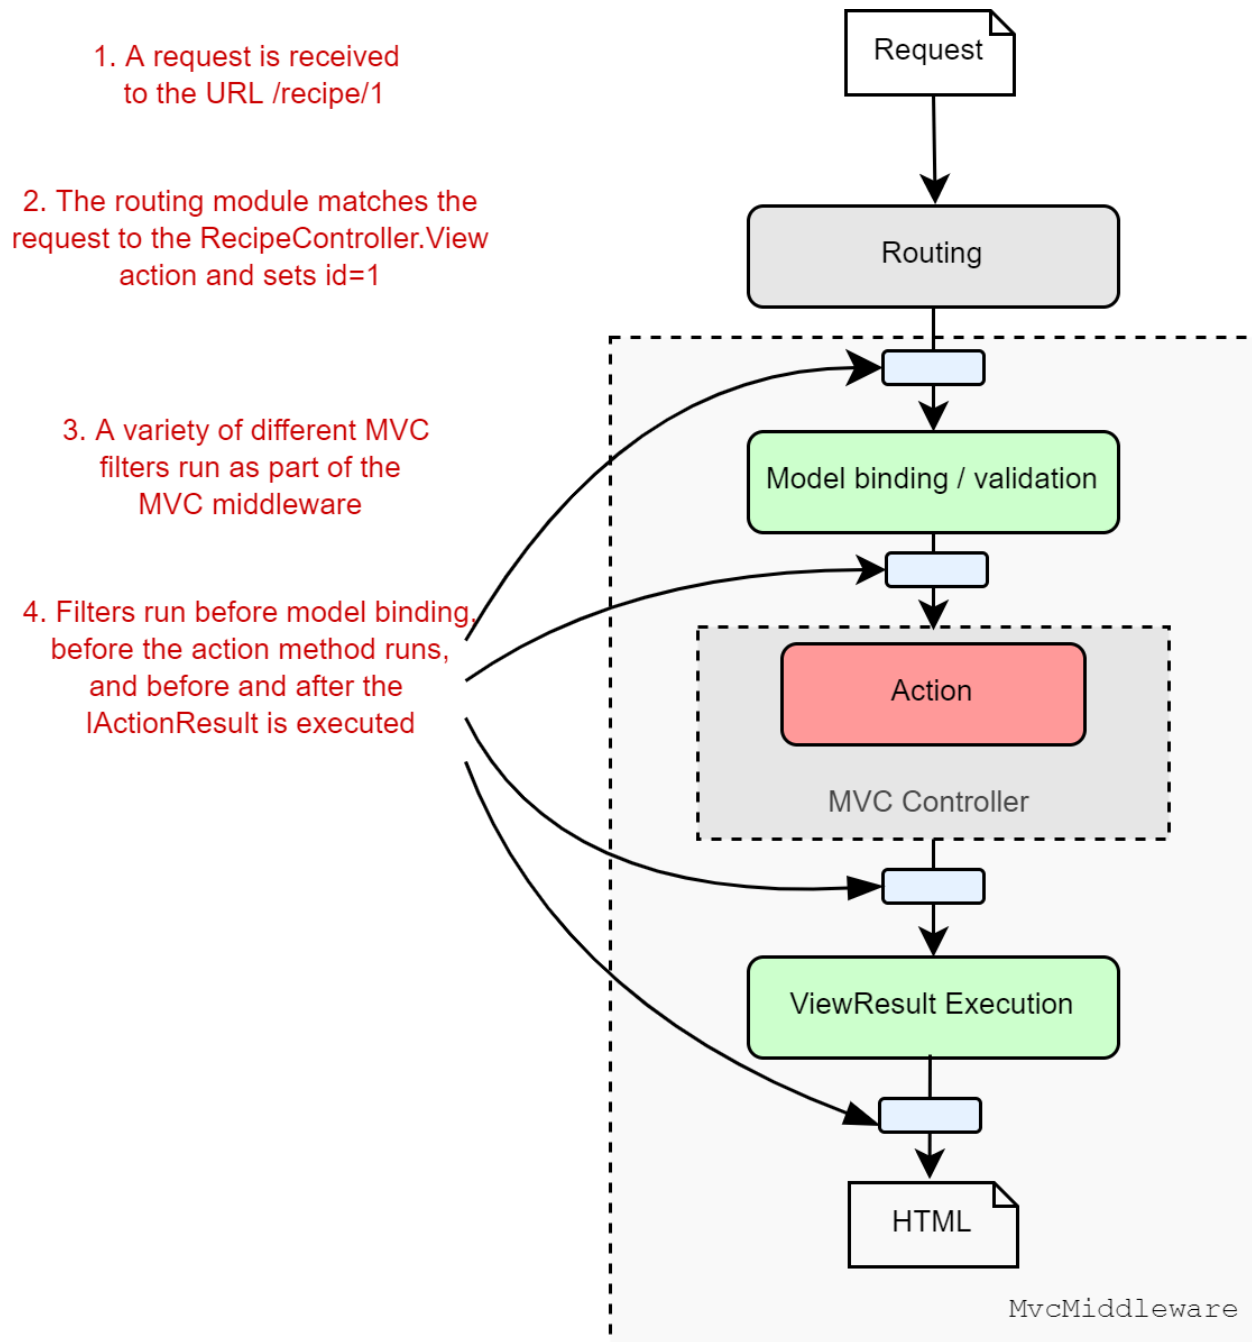 1. A request is received
to the URL /recipe/1
2. The routing module matches the
request to the RecipeController.View
action and sets id=1
3. A variety of different MVC
filters run as part of the
MVC middleware
4. Filters run before model binding,
before the action method runs,
and before and after the
IActionResult is executed
Request
Routing
Model binding / validation
Action
MVC Controller
ViewResult Execution
HTML
MvcMiddleware